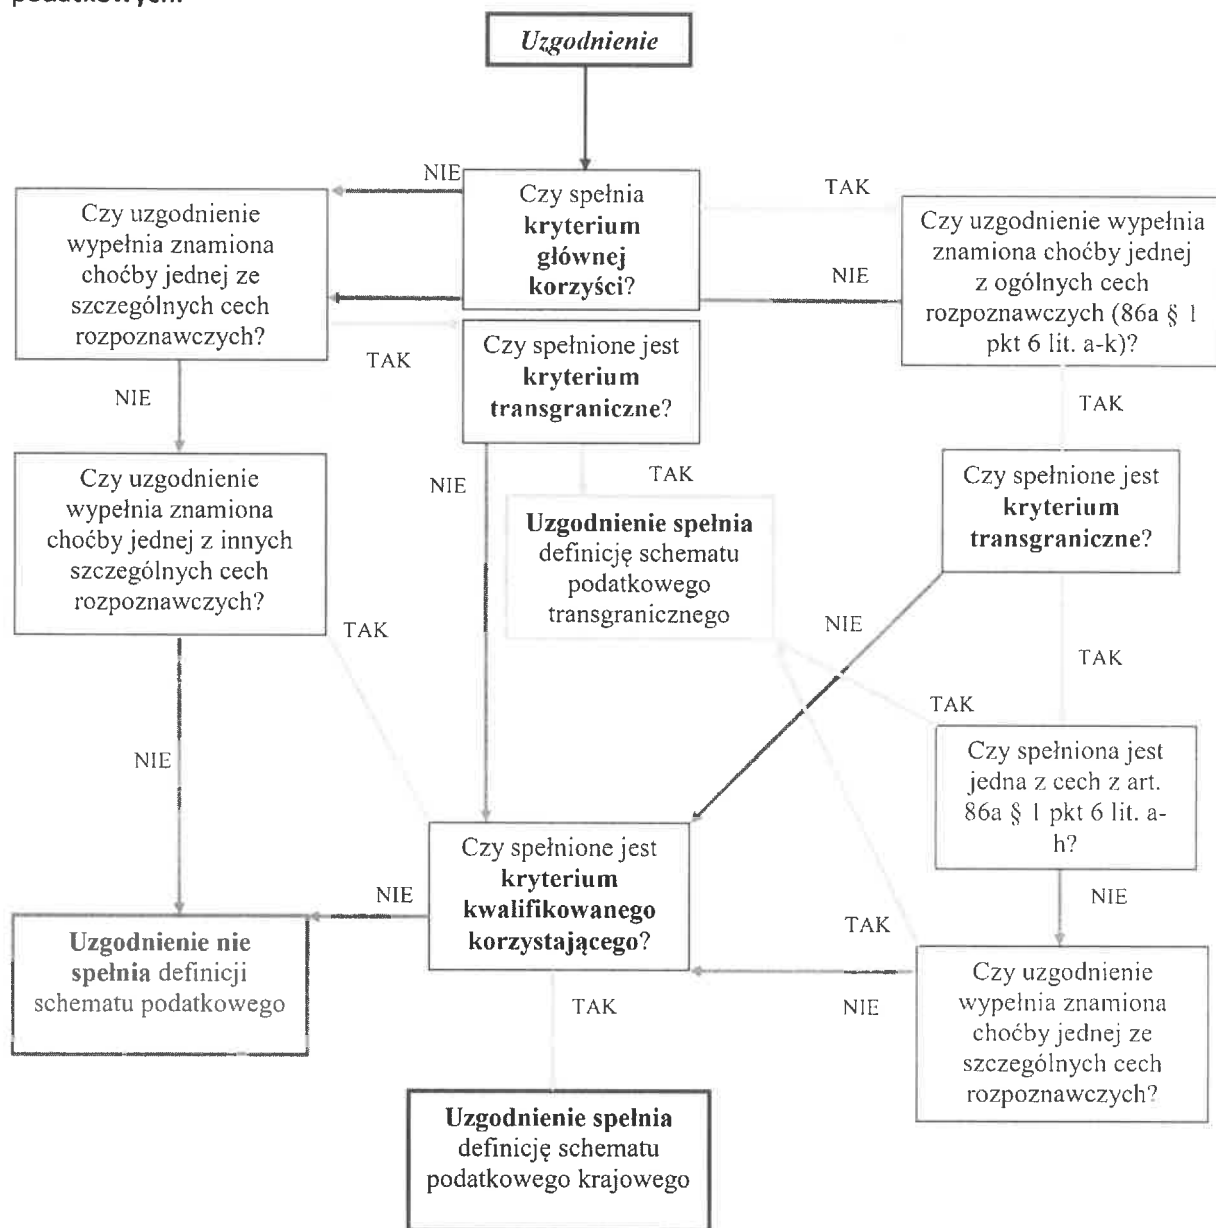 podatkowych.
Uzgodnienie
NIE
Czy spełnia
kryterium
głównej
korzyści?
TAK
Czy uzgodnienie
wypełnia znamiona
choćby jednej ze
szczególnych cech
rozpoznawczych?
Czy uzgodnienie wypełnia
znamiona choćby jednej
z ogólnych cech
rozpoznawczych (86a § 1
pkt 6 lit. a-k)?
NIE
TAK
Czy spełnione jest
kryterium
transgraniczne?
NIE
TAK
Czy uzgodnienie
wypełnia znamiona
choćby jednej z innych
szczególnych cech
rozpoznawczych?
NIE
TAK
Uzgodnienie spełnia
definicję schematu
podatkowego
transgranicznego
Czy spełnione jest
kryterium
transgraniczne?
TAK
NIE
TAK
TAK
NIE
Czy spełniona jest
jedna z cech z art.
86a § 1 pkt 6 lit. a-
h?
Czy spełnione jest
kryterium
kwalifikowanego
korzystającego?
NIE
NIE
TAK
Uzgodnienie nie
spełnia definicji
schematu podatkowego
TAK
NIE
Czy uzgodnienie
wypełnia znamiona
choćby jednej ze
szczególnych cech
rozpoznawczych?
Uzgodnienie spełnia
definicję schematu
podatkowego krajowego